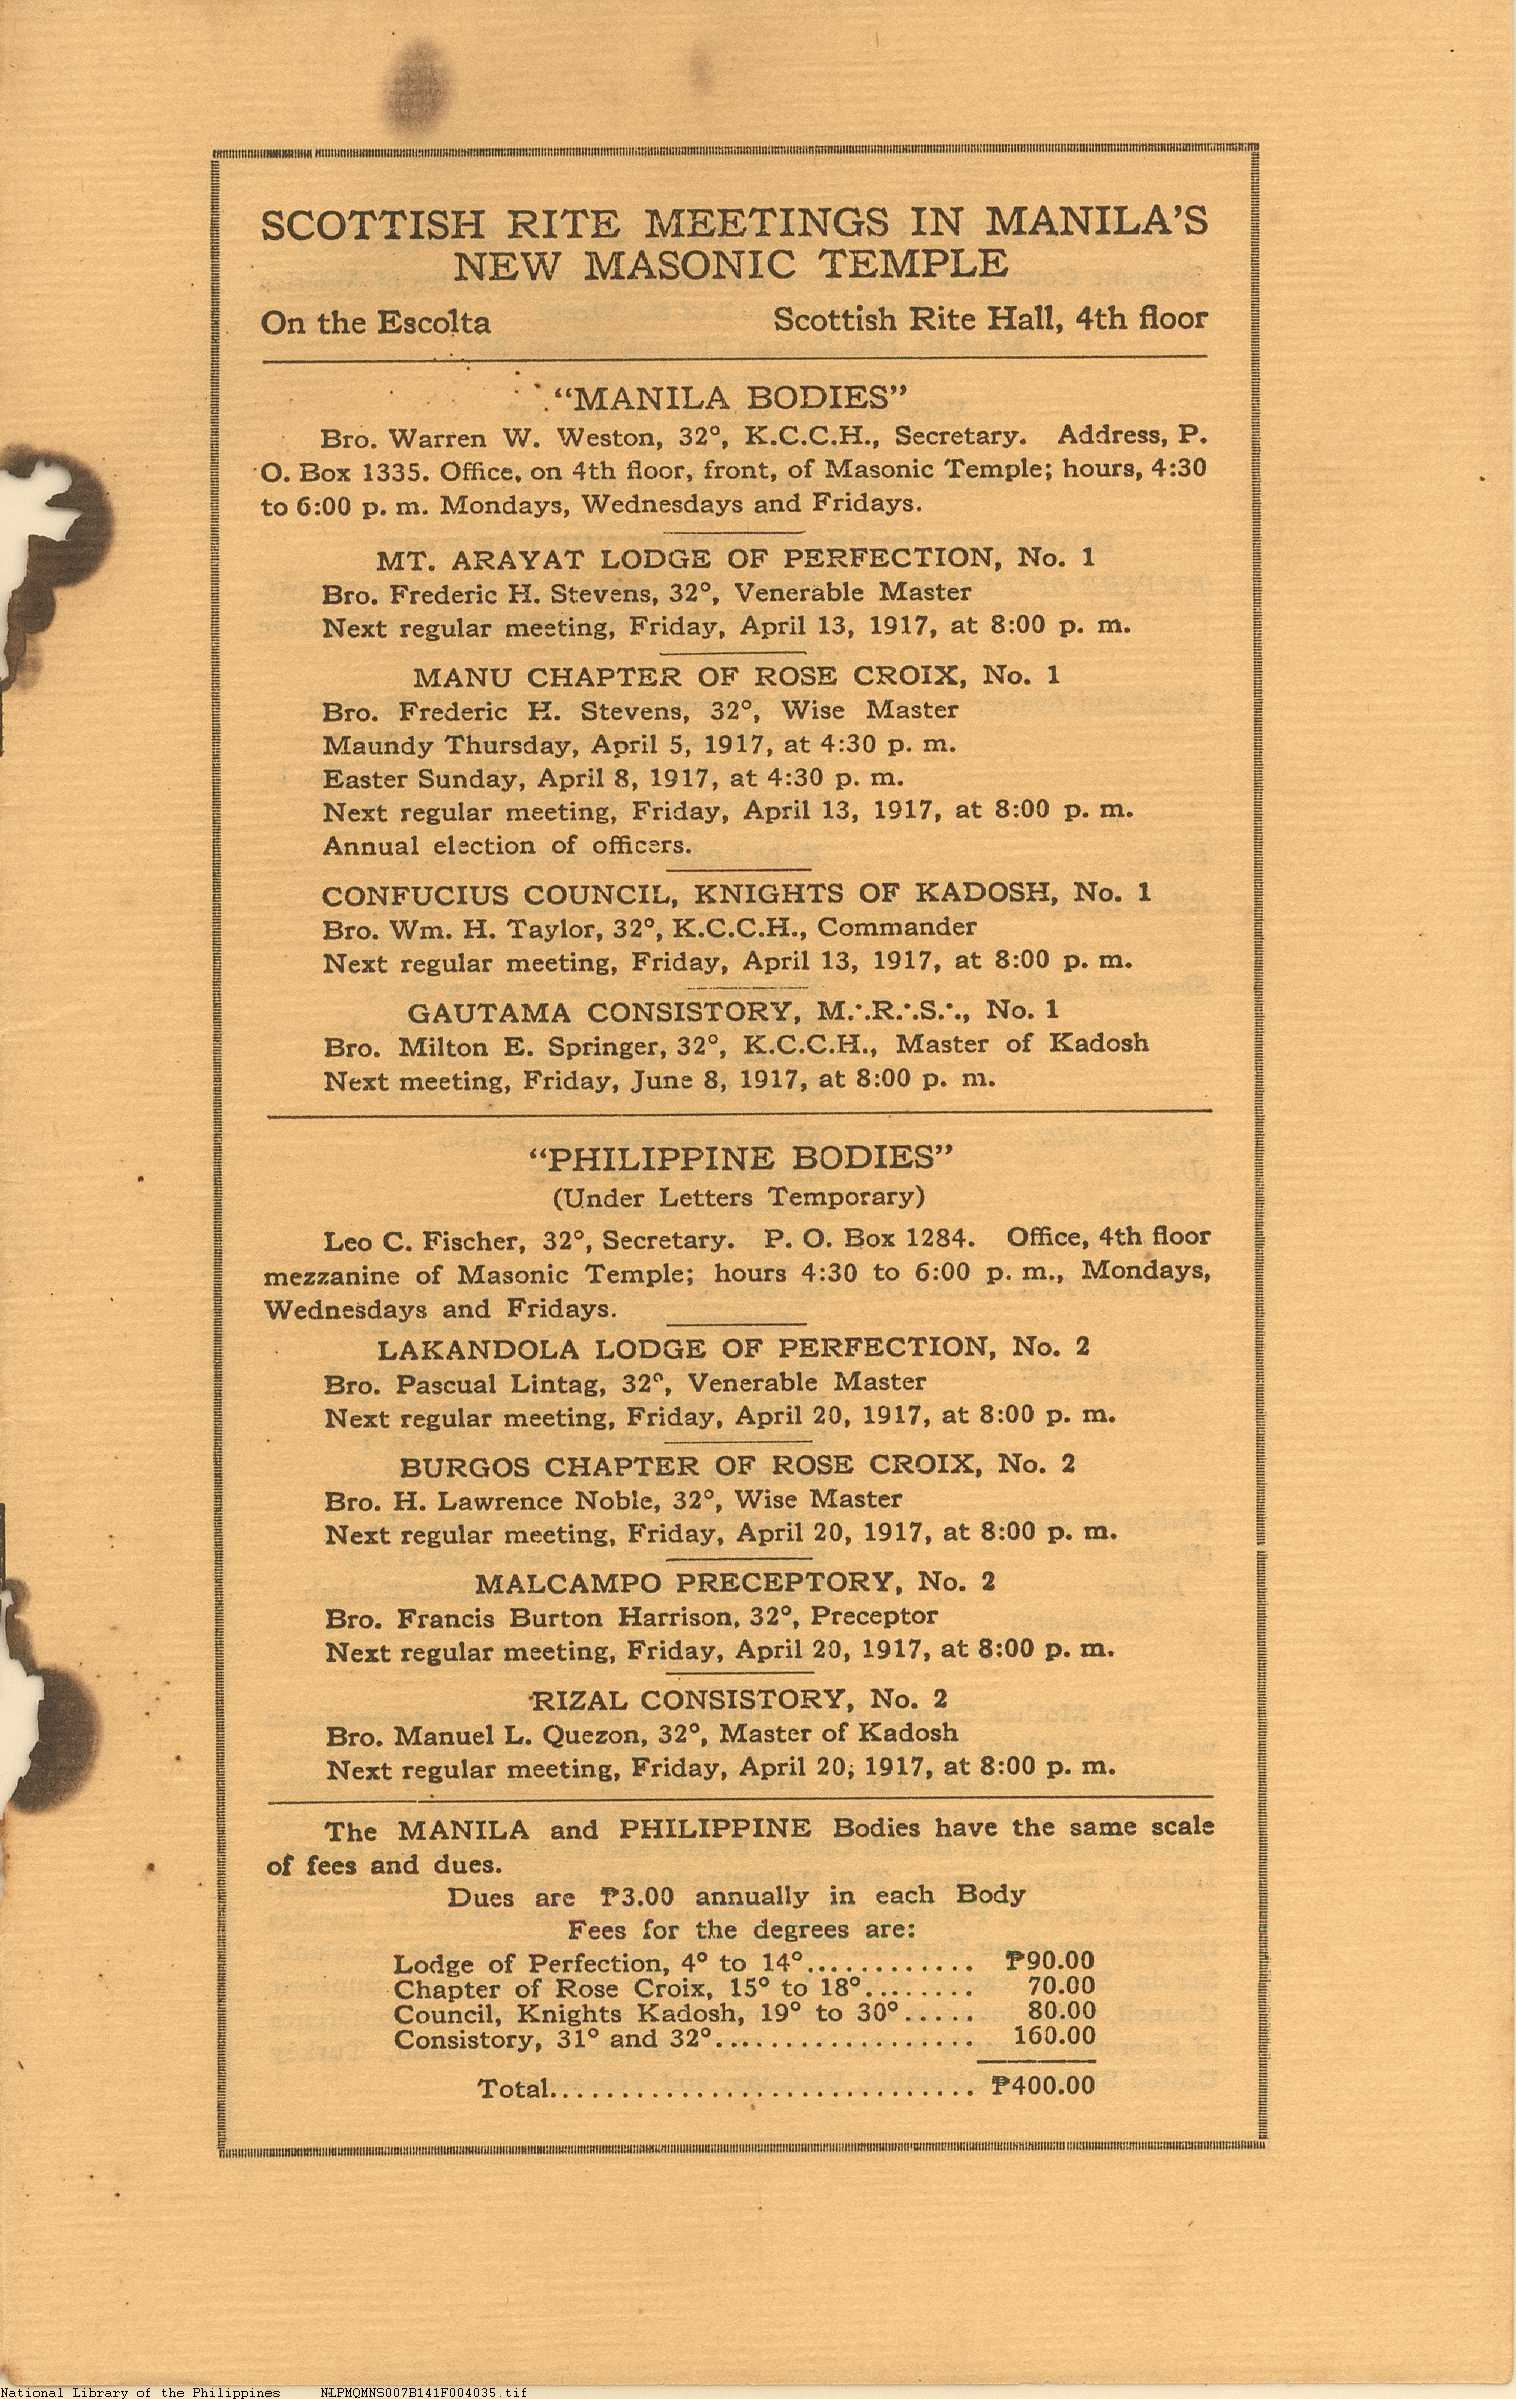 SCOTTISH RITE MEETINGS IN MANILA'S
NEW MASONIC TEMPLE
On the Escolta Scottish Rite Hall, 4th floor
“MANILA BODIES”
Bro. Warren W. Weston, 32°, K.C.C.H., Secretary. Address, P.
O. Box 1335. Office, on 4th floor, front, of Masonic Temple; hours, 4:30
to 6:00 p. m. Mondays, Wednesdays and Fridays.
MT. ARAYAT LODGE OF PERFECTION, No. 1
Bro. Frederic H. Stevens, 32°, Venerable Master
Next regular meeting, Friday, April 13, 1917, at 8:00 p. m.
MANU CHAPTER OF ROSE CROIX, No. 1
Bro. Frederic H. Stevens, 32°, Wise Master
Maundy Thursday, April 5, 1917, at 4:30 p. m.
Easter Sunday, April 8, 1917, at 4:30 p. m.
Next regular meeting, Friday, April 13, 1917, at 8:00 p. m.
Annual election of officers.
CONFUCIUS COUNCIL, KNIGHTS OF KADOSH, No. 1
Bro. Wm. H. Taylor, 32°, K.C.C.H., Commander
Next regular meeting, Friday, April 13, 1917, at 8:00 p. m.
GAUTAMA CONSISTORY, M∴R∴S∴, No. 1
Bro. Milton E. Springer, 32°, K.C.C.H., Master of Kadosh
Next meeting, Friday, June 8, 1917, at 8:00 p. m.
“PHILIPPINE BODIES”
(Under Letters Temporary)
Leo C. Fischer, 32°, Secretary. P. O. Box 1284. Office, 4th floor
mezzanine of Masonic Temple; hours 4:30 to 6:00 p. m., Mondays,
Wednesdays and Fridays.
LAKANDOLA LODGE OF PERFECTION, No. 2
Bro. Pascual Lintag, 32°, Venerable Master
Next regular meeting, Friday, April 20, 1917, at 8:00 p. m.
BURGOS CHAPTER OF ROSE CROIX, No. 2
Bro. H. Lawrence Noble, 32°, Wise Master
Next regular meeting, Friday, April 20, 1917, at 8:00 p. m.
MALCAMPO PRECEPTORY, No. 2
Bro. Francis Burton Harrison, 32°, Preceptor
Next regular meeting, Friday, April 20, 1917, at 8:00 p. m.
RIZAL CONSISTORY, No. 2
Bro. Manuel L. Quezon, 32°, Master of Kadosh
Next regular meeting, Friday, April 20, 1917, at 8:00 p. m.
The MANILA and PHILIPPINE Bodies have the same scale
of fees and dues.
Dues are ₱3.00 annually in each Body
Fees for the degrees are:
Lodge of Perfection, 4° to 14°............ ₱90.00
Chapter of Rose Croix, 15° to 18°........ 70.00
Council, Knights Kadosh, 19° to 30°..... 80.00
Consistory, 31° and 32°................... 160.00
Total.............................. ₱400.00
National Library of the Philippines NLPMQMNS007B141F004035.tif